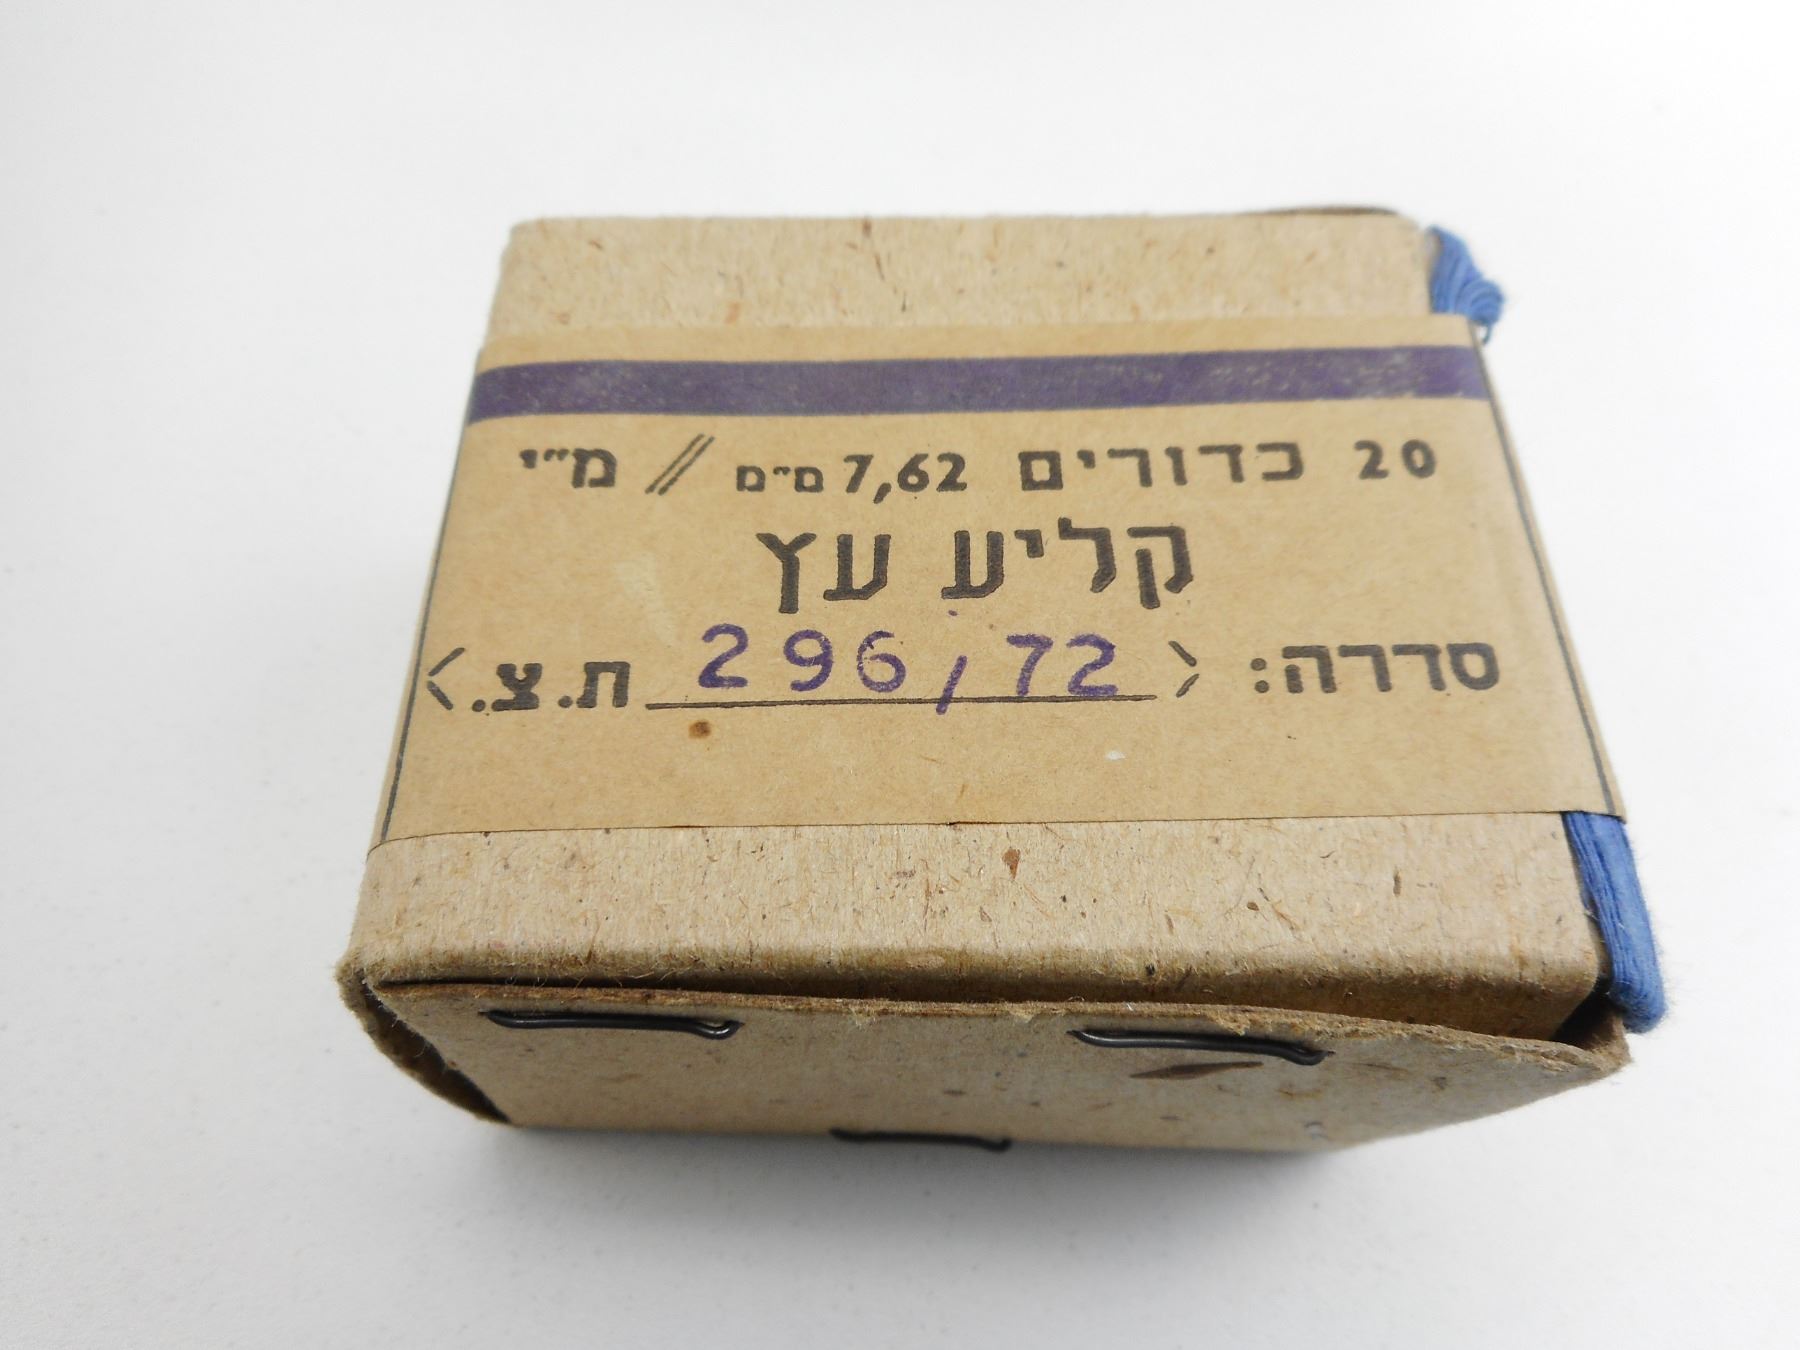 20 כדורים 7,62 מ״מ // מ״י
קליע עץ
סדרה: < 296/72 ת.צ. >